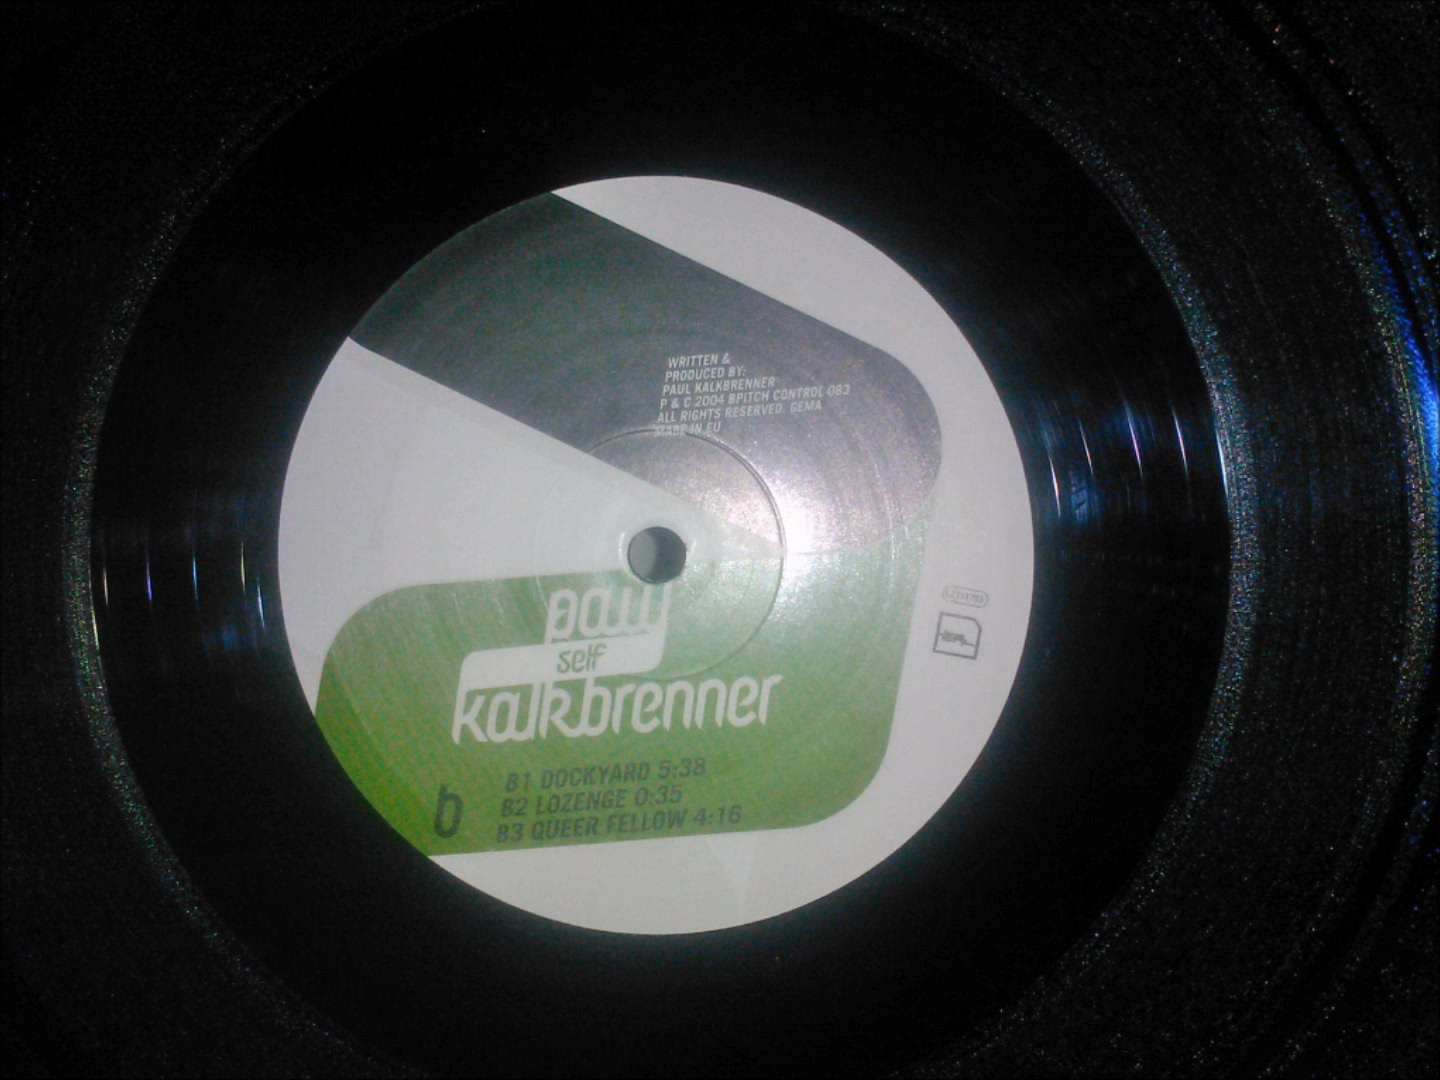 WRITTEN &
PRODUCED BY:
PAUL KALKBRENNER
P & C 2004 BPITCH CONTROL 083
ALL RIGHTS RESERVED. GEMA
MADE IN EU
paul
self
kalkbrenner
b
B1 DOCKYARD 5:38
B2 LOZENGE 0:35
B3 QUEER FELLOW 4:16